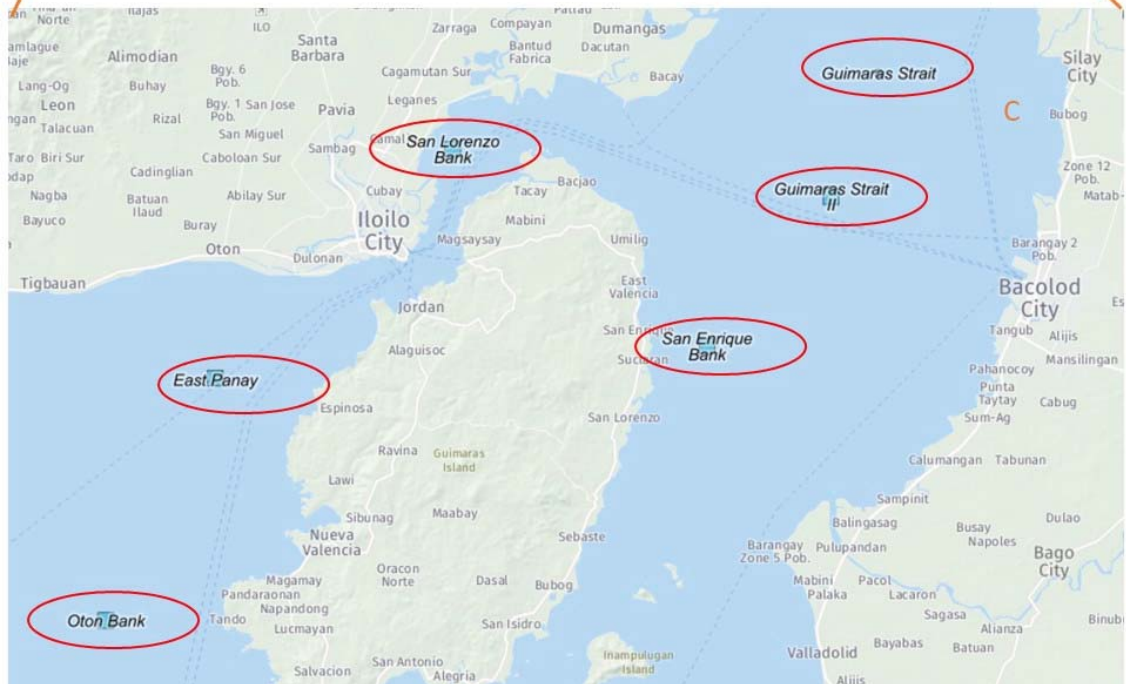 Norte
Itajas
ILO
Zarraga
Compayan
Dumangas
Santa
Barbara
Bantud
Fabrica
Dacutan
Alimodian
Lang-Og
Buhay
Bgy. 6
Pob.
Cagamutan Sur
Bacay
Guimaras Strait
Silay
City
Leon
Talacuan
Rizal
Bgy. 1
Pob.
San Jose
Pavia
Leganes
C
Bubog
San Miguel
Taro
Biri Sur
Cadinglian
Caboloan Sur
Sambag
San Lorenzo
Bank
Zone 12
Pob.
Nagba
Bayuco
Batuan
Ilaud
Abilay Sur
Cubay
Tacay
Bacjao
Guimaras Strait
II
Matab-
Buray
Iloilo
City
Mabini
Oton
Dulonan
Magsaysay
Umilig
Barangay 2
Pob.
Tigbauan
East
Valencia
Bacolod
City
Es
Jordan
San Enrique
Suclaran
San Enrique
Bank
Tangub
Alijis
Alaguisoc
Mansilingan
East Panay
Pahanocoy
Punta
Taytay
Cabug
Espinosa
San Lorenzo
Sum-Ag
Ravina
Guimaras
Island
Calumangan
Tabunan
Lawi
Sibunag
Maabay
Sampinit
Nueva
Valencia
Sebaste
Balingasag
Busay
Dulao
Barangay
Zone 5 Pob.
Pulupandan
Napoles
Bago
City
Oracon
Norte
Magamay
Pandaraonan
Dasal
Bubog
Mabini
Palaka
Pacol
Lacaron
Oton Bank
Tando
Napandong
Lucmayan
San Isidro
Sagasa
Alianza
Binub
Inampulugan
Island
Valladolid
Bayabas
Batuan
Salvacion
San Antonio
Alegria
Alijis